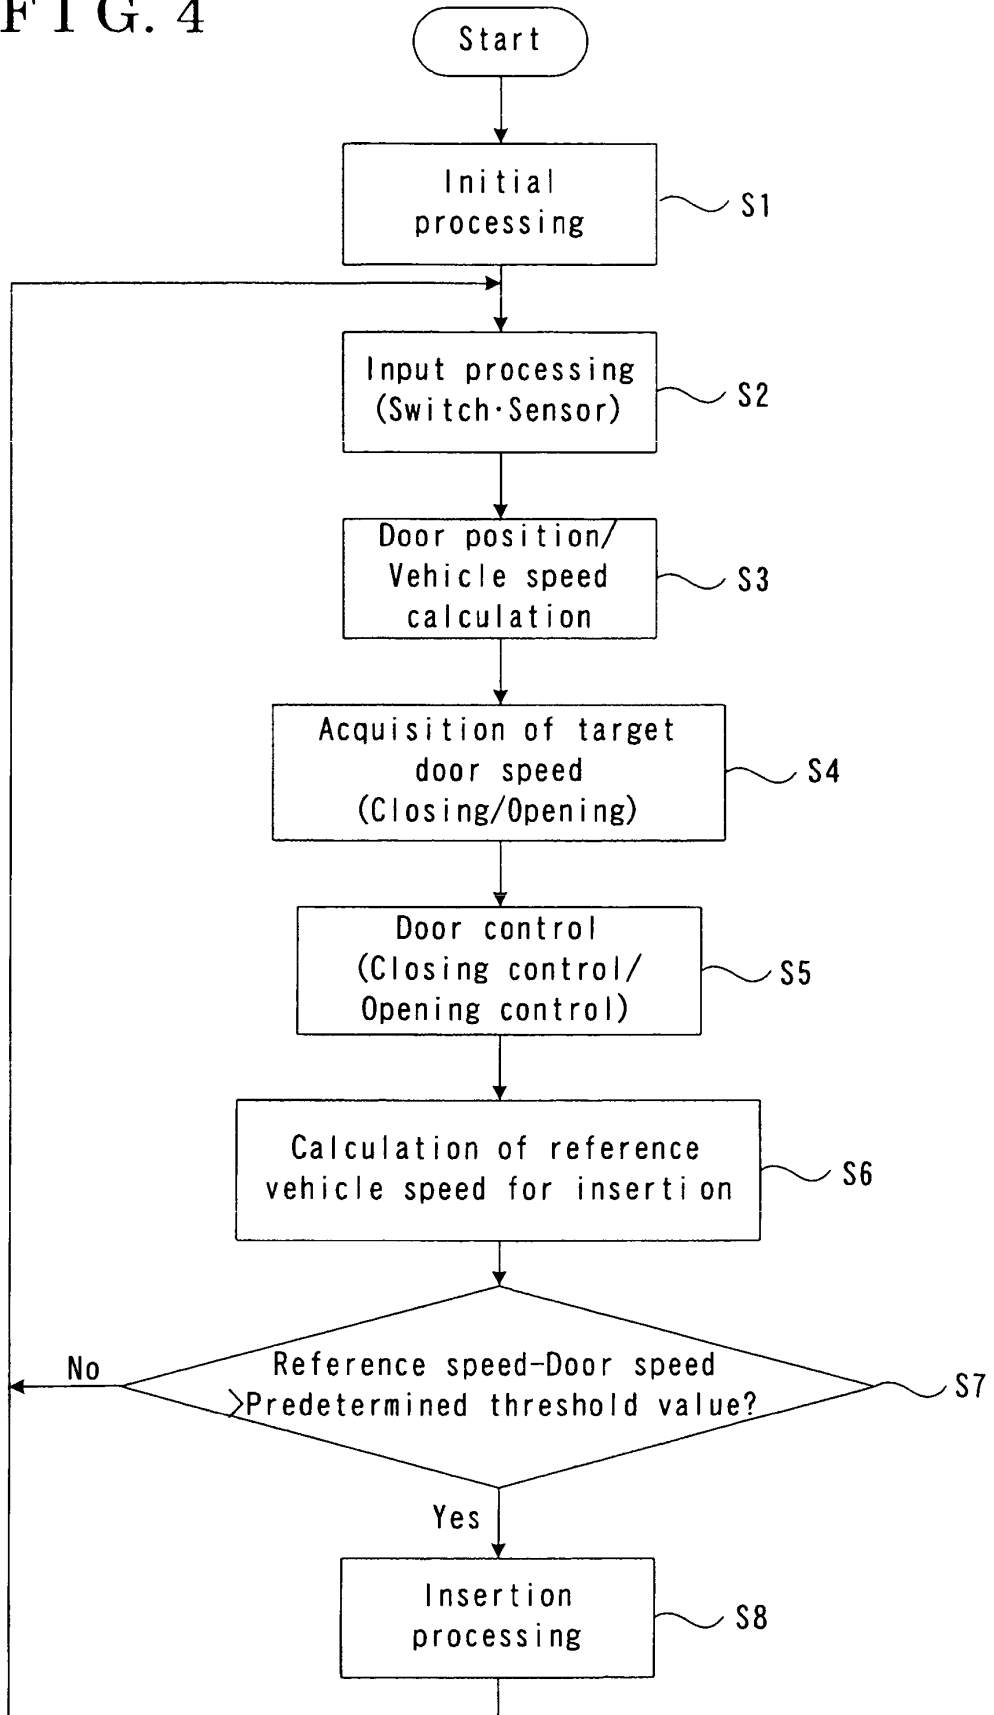 FIG. 4
Start
Initial
processing
S1
Input processing
(Switch·Sensor)
S2
Door position/
Vehicle speed
calculation
S3
Acquisition of target
door speed
(Closing/Opening)
S4
Door control
(Closing control/
Opening control)
S5
Calculation of reference
vehicle speed for insertion
S6
Reference speed-Door speed
>Predetermined threshold value?
S7
No
Yes
Insertion
processing
S8